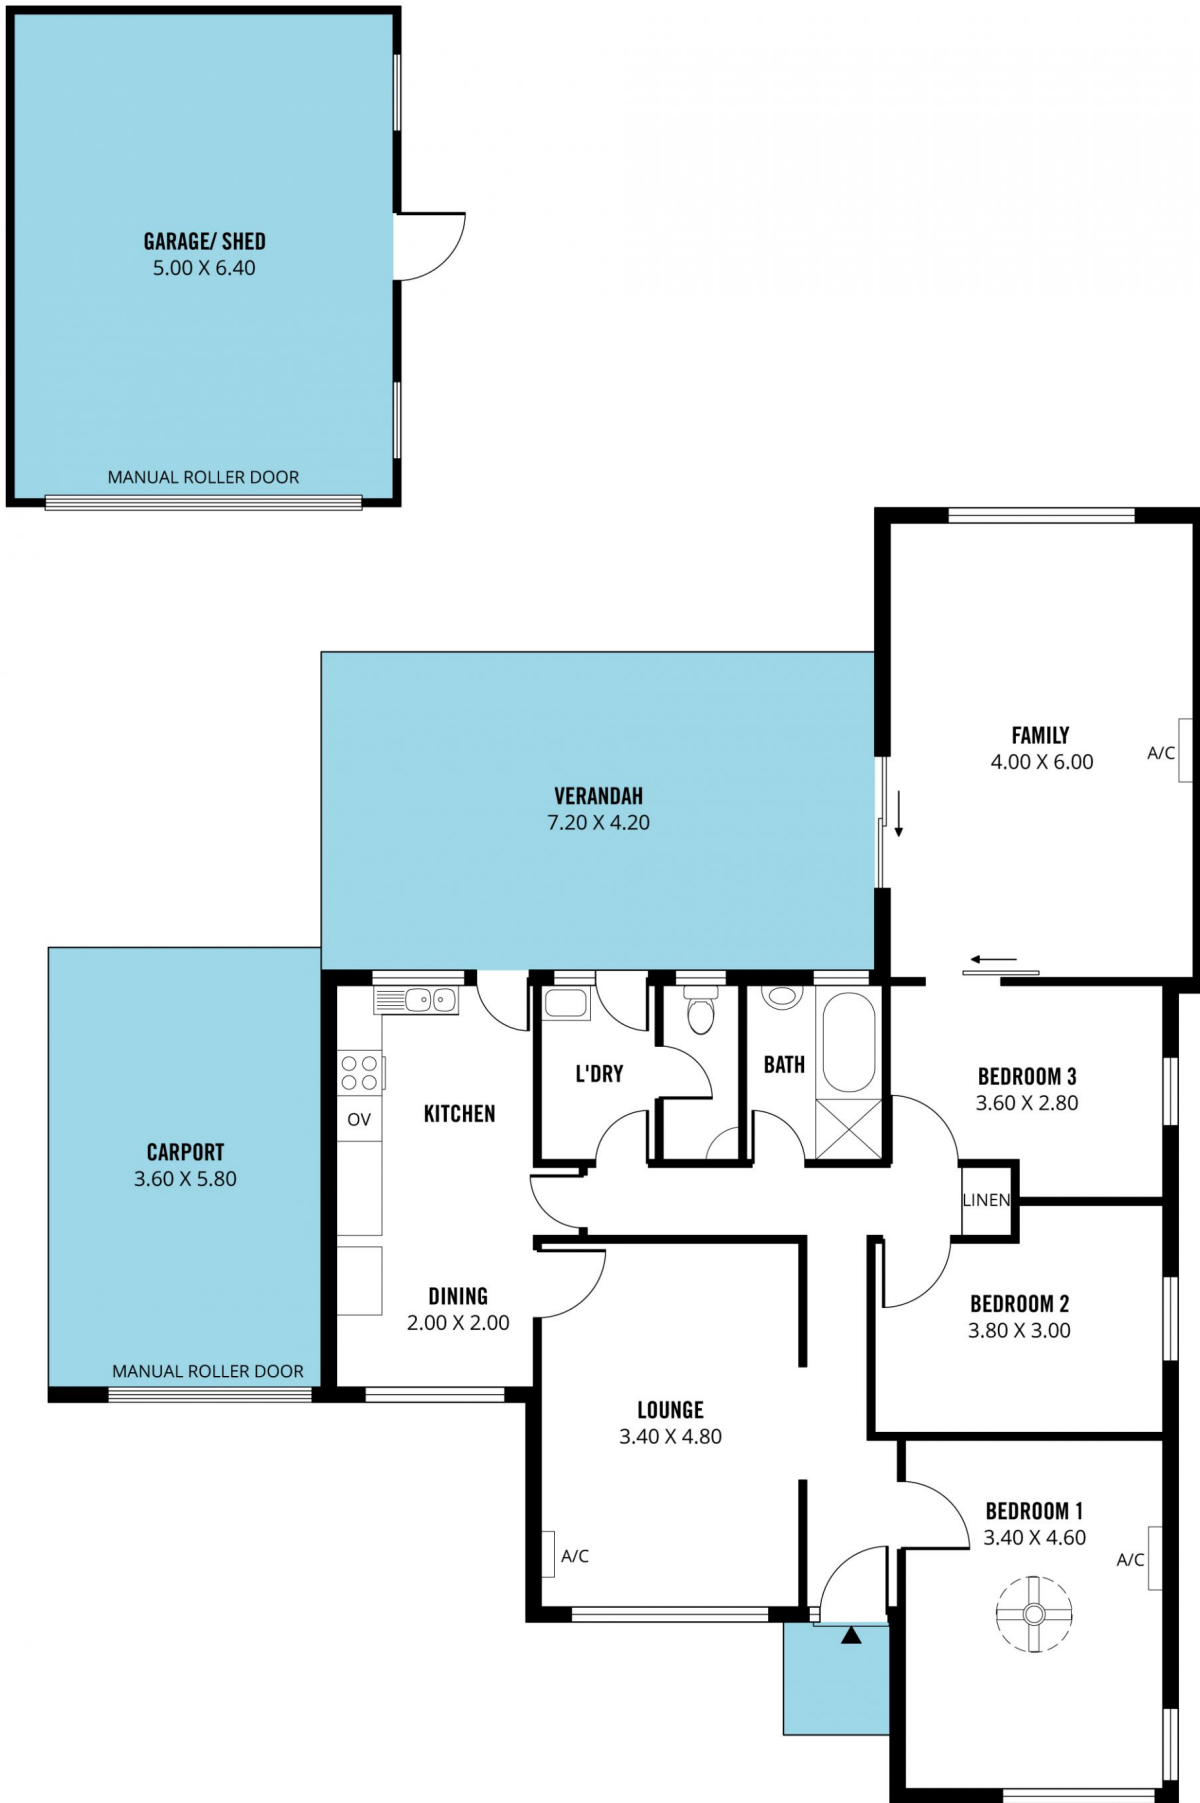 GARAGE/ SHED
5.00 X 6.40
MANUAL ROLLER DOOR
FAMILY
4.00 X 6.00
A/C
VERANDAH
7.20 X 4.20
CARPORT
3.60 X 5.80
MANUAL ROLLER DOOR
KITCHEN
OV
DINING
2.00 X 2.00
L'DRY
BATH
BEDROOM 3
3.60 X 2.80
LINEN
BEDROOM 2
3.80 X 3.00
LOUNGE
3.40 X 4.80
A/C
BEDROOM 1
3.40 X 4.60
A/C